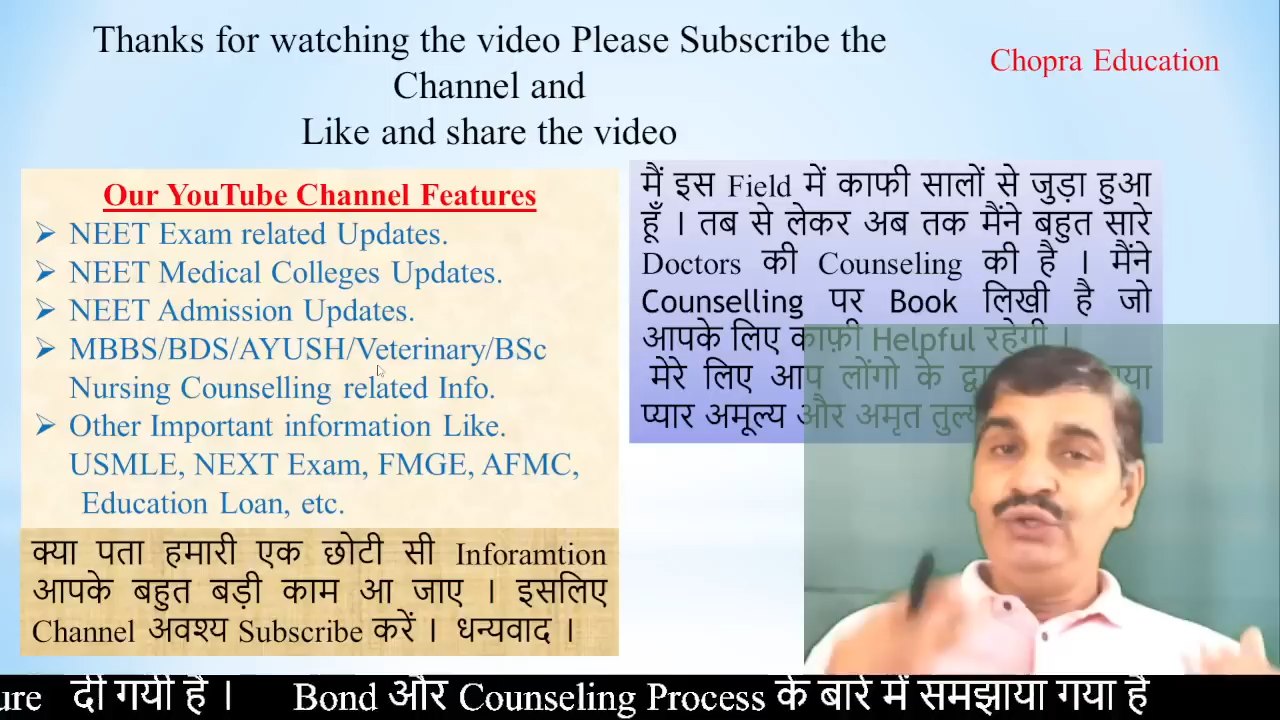 Thanks for watching the video Please Subscribe the
Channel and
Like and share the video
Chopra Education
Our YouTube Channel Features
NEET Exam related Updates.
NEET Medical Colleges Updates.
NEET Admission Updates.
MBBS/BDS/AYUSH/Veterinary/BSc
Nursing Counselling related Info.
Other Important information Like.
USMLE, NEXT Exam, FMGE, AFMC,
Education Loan, etc.
क्या पता हमारी एक छोटी सी Inforamtion
आपके बहुत बड़ी काम आ जाए । इसलिए
Channel अवश्य Subscribe करें । धन्यवाद ।
मैं इस Field में काफी सालों से जुड़ा हुआ
हूँ । तब से लेकर अब तक मैंने बहुत सारे
Doctors की Counseling की है । मैंने
Counselling पर Book लिखी है जो
आपके लिए काफ़ी Helpful रहेगी ।
मेरे लिए आप लोंगो के
प्यार अमूल्य और अमृत
दी गयी है । Bond और Counseling Process के बारे में समझाया गया है